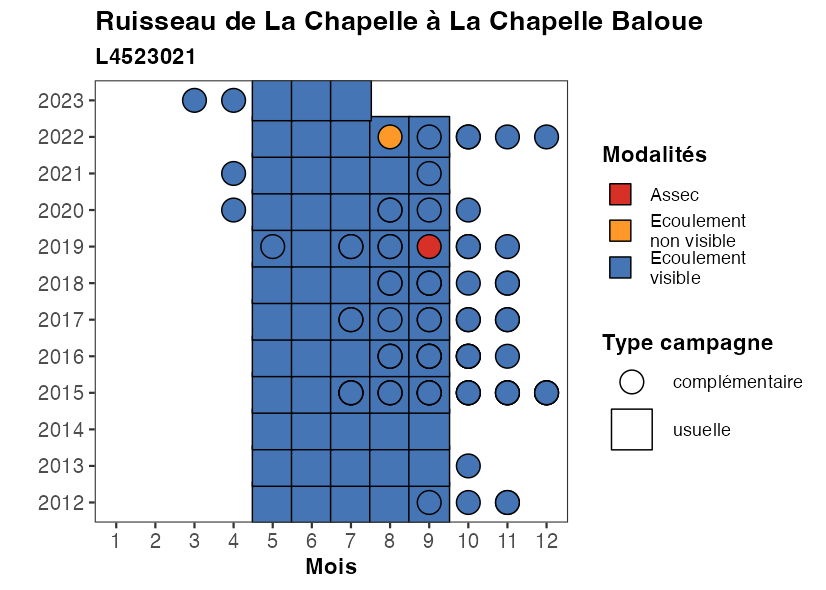 Ruisseau de La Chapelle à La Chapelle Baloue
L4523021
2023
2022
2021
2020
2019
2018
2017
2016
2015
2014
2013
2012
1 2 3 4 5 6 7 8 9 10 11 12
Mois
Modalités
Assec
Ecoulement
non visible
Ecoulement
visible
Type campagne
complémentaire
usuelle